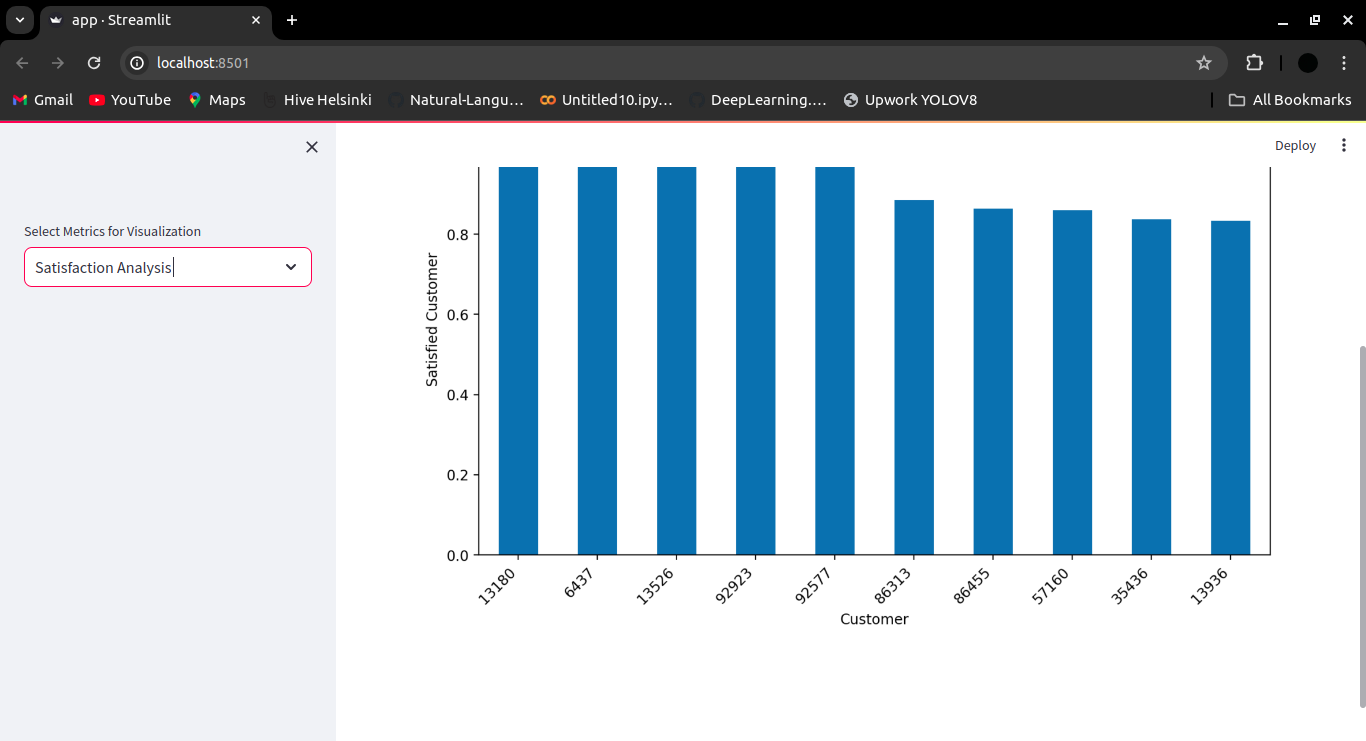 app · Streamlit
localhost:8501
Gmail
YouTube
Maps
Hive Helsinki
Natural-Langu…
Untitled10.ipy…
DeepLearning.…
Upwork YOLOV8
All Bookmarks
Deploy
Select Metrics for Visualization
Satisfaction Analysis
Satisfied Customer
0.8
0.6
0.4
0.2
0.0
13180
6437
13526
92923
92577
86313
86455
57160
35436
13936
Customer